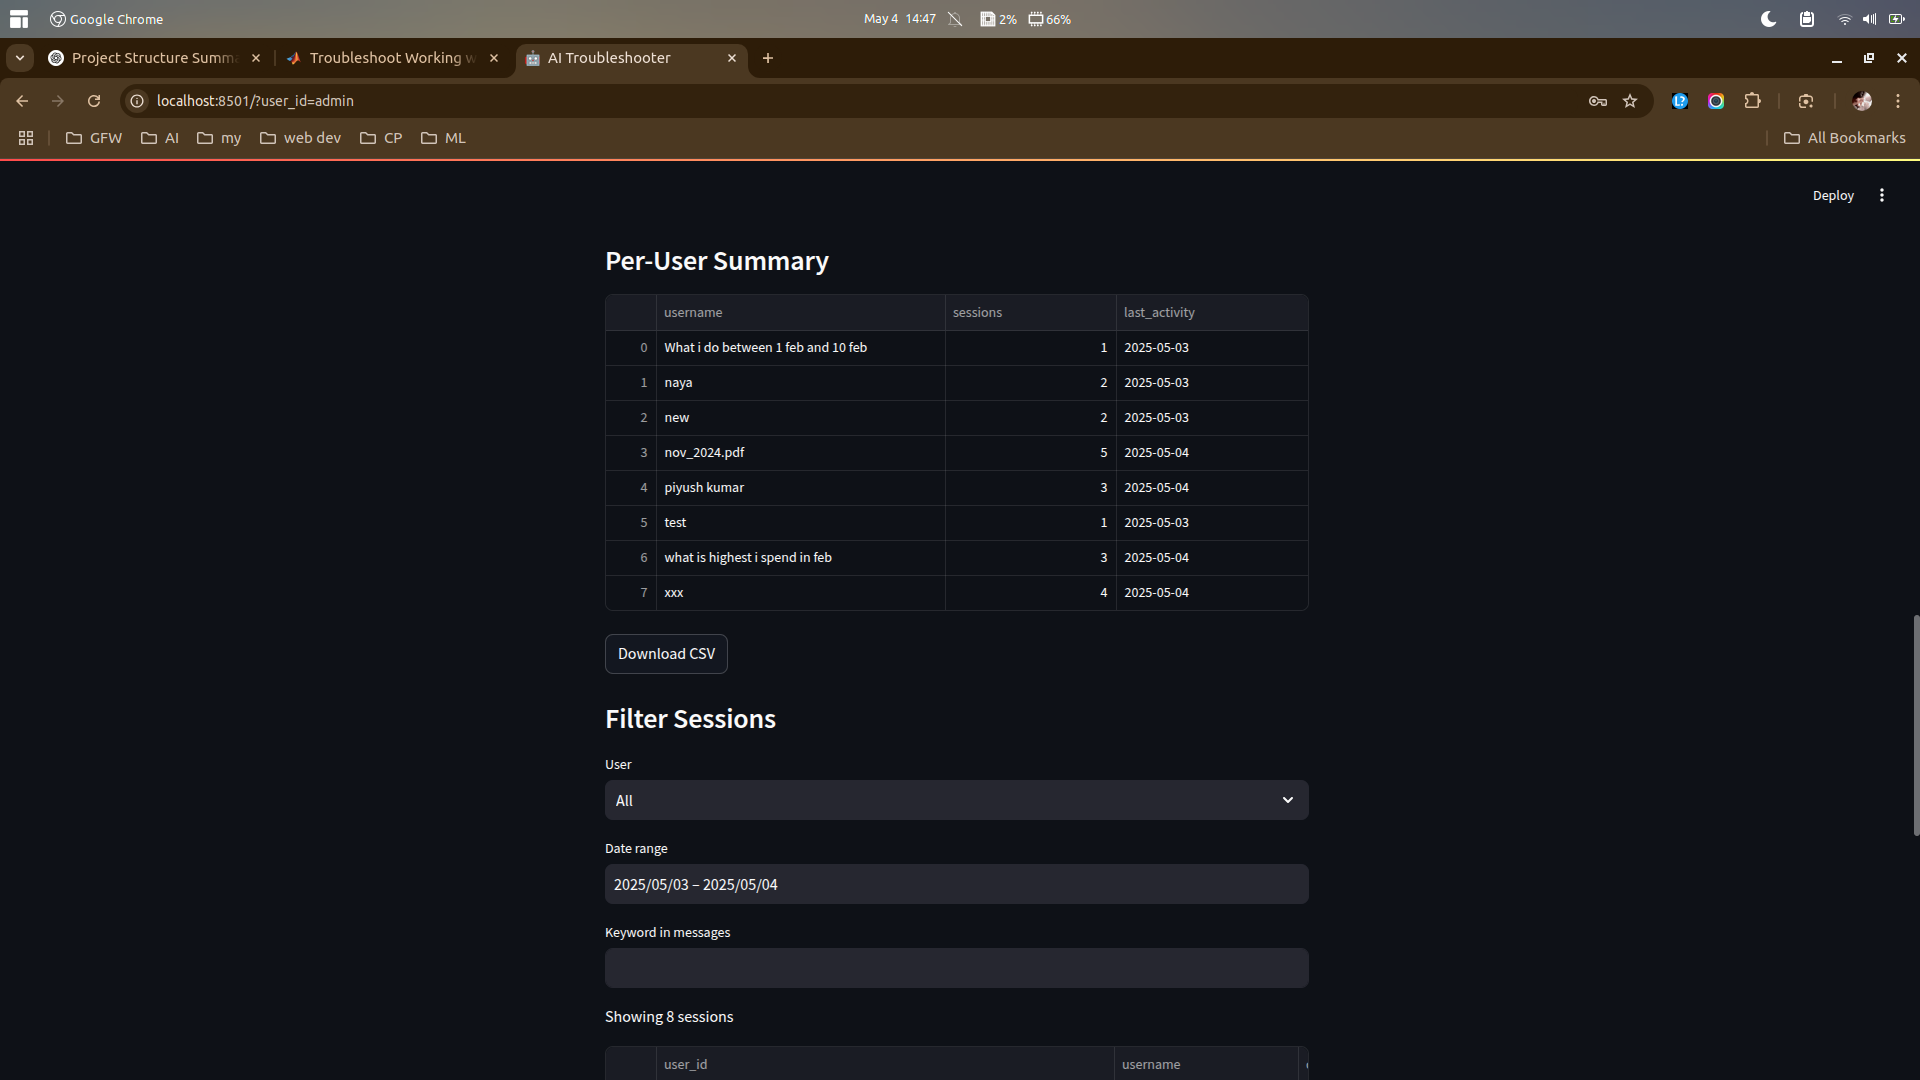 Google Chrome May 4 14:47 2% 66%
Project Structure Summa Troubleshoot Working w AI Troubleshooter
localhost:8501/?user_id=admin
GFW AI my web dev CP ML All Bookmarks
Deploy
Per-User Summary
username sessions last_activity
0 What i do between 1 feb and 10 feb 1 2025-05-03
1 naya 2 2025-05-03
2 new 2 2025-05-03
3 nov_2024.pdf 5 2025-05-04
4 piyush kumar 3 2025-05-04
5 test 1 2025-05-03
6 what is highest i spend in feb 3 2025-05-04
7 xxx 4 2025-05-04
Download CSV
Filter Sessions
User
All
Date range
2025/05/03 – 2025/05/04
Keyword in messages
Showing 8 sessions
user_id username